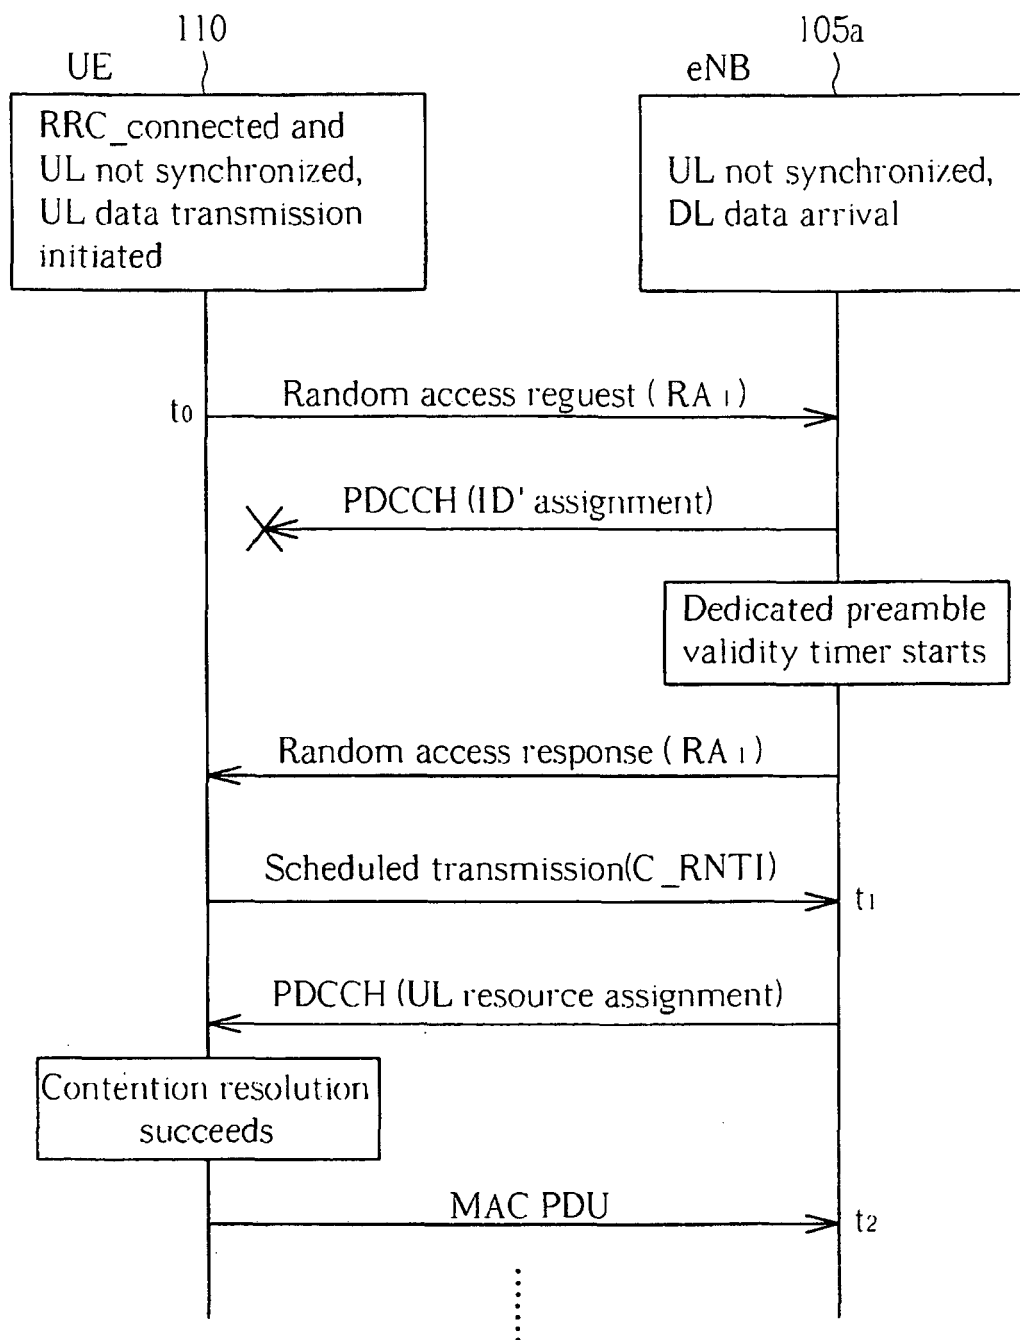 110
105a
UE
eNB
RRC_connected and
UL not synchronized,
UL data transmission
initiated
UL not synchronized,
DL data arrival
t0
Random access reguest ( RA 1 )
PDCCH (ID' assignment)
Dedicated preamble
validity timer starts
Random access response ( RA 1 )
Scheduled transmission(C_RNTI)
t1
PDCCH (UL resource assignment)
Contention resolution
succeeds
MAC PDU
t2